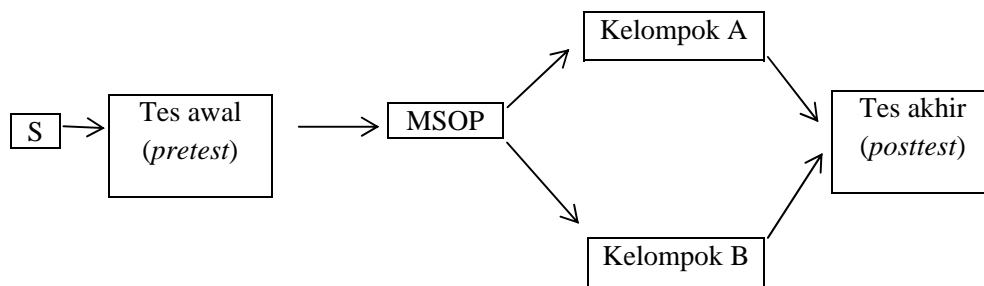 S
Tes awal
(pretest)
MSOP
Kelompok A
Kelompok B
Tes akhir
(posttest)